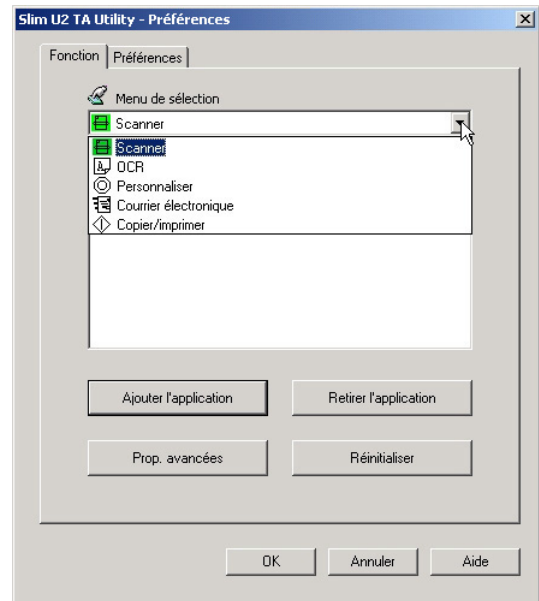 Slim U2 TA Utility - Préférences
Fonction Préférences
Menu de sélection
Scanner
Scanner
OCR
Personnaliser
Courrier électronique
Copier/imprimer
Ajouter l'application Retirer l'application
Prop. avancées Réinitialiser
OK Annuler Aide